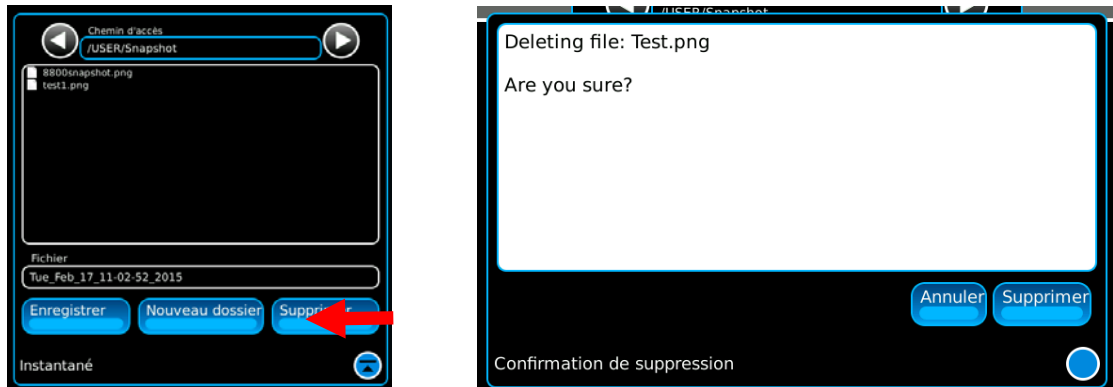 Chemin d'accès
/USER/Snapshot
8800snapshot.png
test1.png
Fichier
Tue_Feb_17_11-02-52_2015
Enregistrer
Nouveau dossier
Supprimer
Instantané
/USER/Snapshot
Deleting file: Test.png
Are you sure?
Annuler
Supprimer
Confirmation de suppression